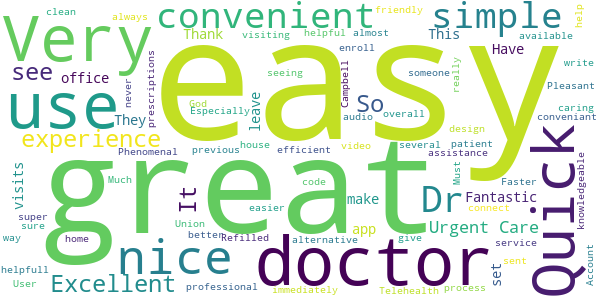 clean
always
friendly
help
Very
convenient
simple
Thank
visiting
helpful
almost
This
available
enroll
Have
see
office
easy
seeing
someone
really
write
Pleasant
use
never
prescriptions
God
Especially
leave
So
Campbell
audio
overall
caring
conveniant
experience
They
design
Phenomenal
previous
house
efficient
video
several
patient
assistance
visits
great
Quick
knowledgeable
Much
code
Must
Faster
It
easier
make
Dr
Fantastic
connect
super
sure
Union
app
Urgent Care
way
home
nice
better
Refilled
alternative
give
service
doctor
helpfull
User
Excellent
professional
immediately
Telehealth
process
set
sent
Account